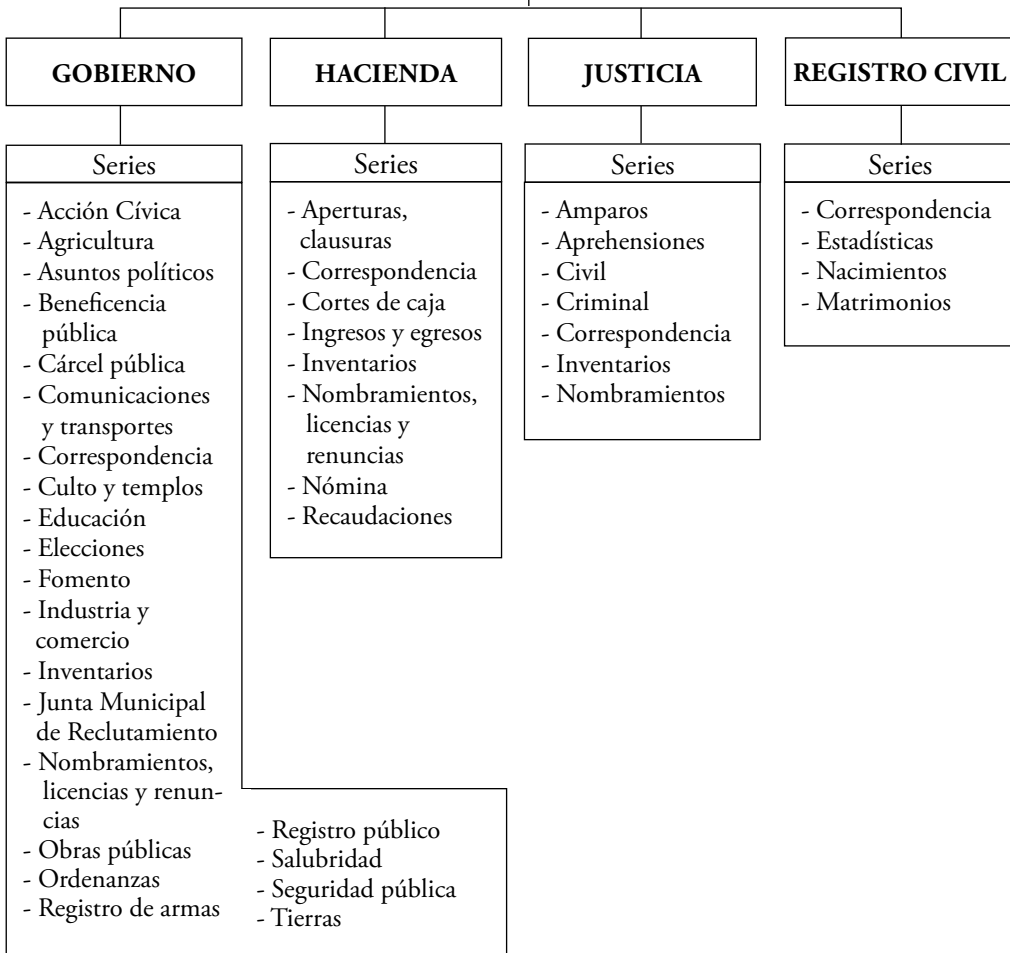 GOBIERNO
Series
- Acción Cívica
- Agricultura
- Asuntos políticos
- Beneficencia
pública
- Cárcel pública
- Comunicaciones
y transportes
- Correspondencia
- Culto y templos
- Educación
- Elecciones
- Fomento
- Industria y
comercio
- Inventarios
- Junta Municipal
de Reclutamiento
- Nombramientos,
licencias y renun-
cias
- Obras públicas
- Ordenanzas
- Registro de armas
- Registro público
- Salubridad
- Seguridad pública
- Tierras
HACIENDA
Series
- Aperturas,
clausuras
- Correspondencia
- Cortes de caja
- Ingresos y egresos
- Inventarios
- Nombramientos,
licencias y
renuncias
- Nómina
- Recaudaciones
JUSTICIA
Series
- Amparos
- Aprehensiones
- Civil
- Criminal
- Correspondencia
- Inventarios
- Nombramientos
REGISTRO CIVIL
Series
- Correspondencia
- Estadísticas
- Nacimientos
- Matrimonios